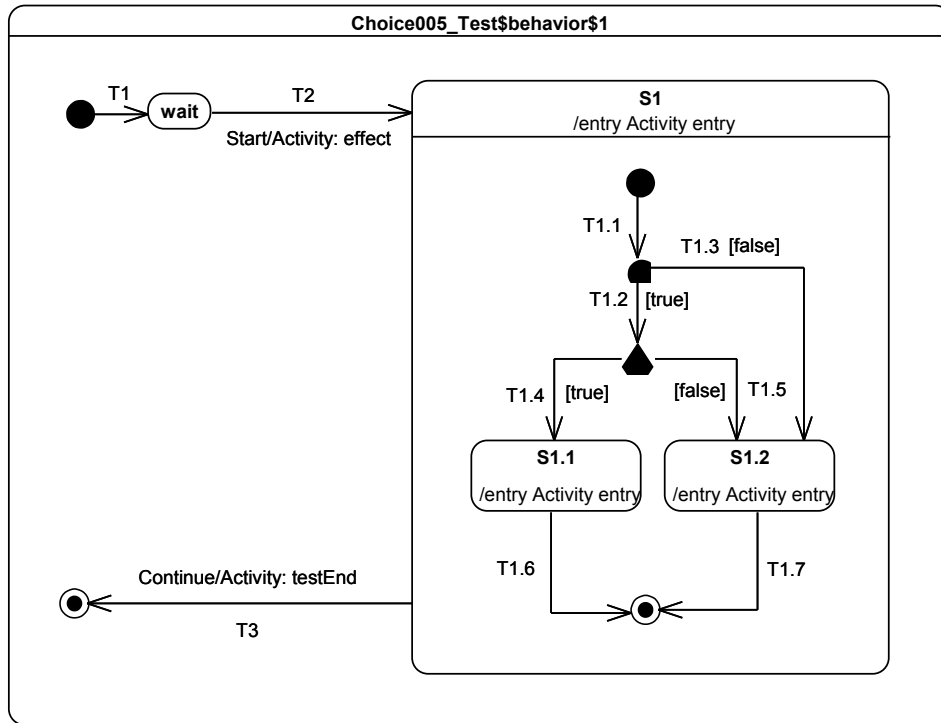 Choice005_Test$behavior$1
T1
wait
T2
Start/Activity: effect
S1
/entry Activity entry
T1.1
T1.3 [false]
T1.2 [true]
T1.4 [true]
[false] T1.5
S1.1
/entry Activity entry
S1.2
/entry Activity entry
T1.6
T1.7
Continue/Activity: testEnd
T3